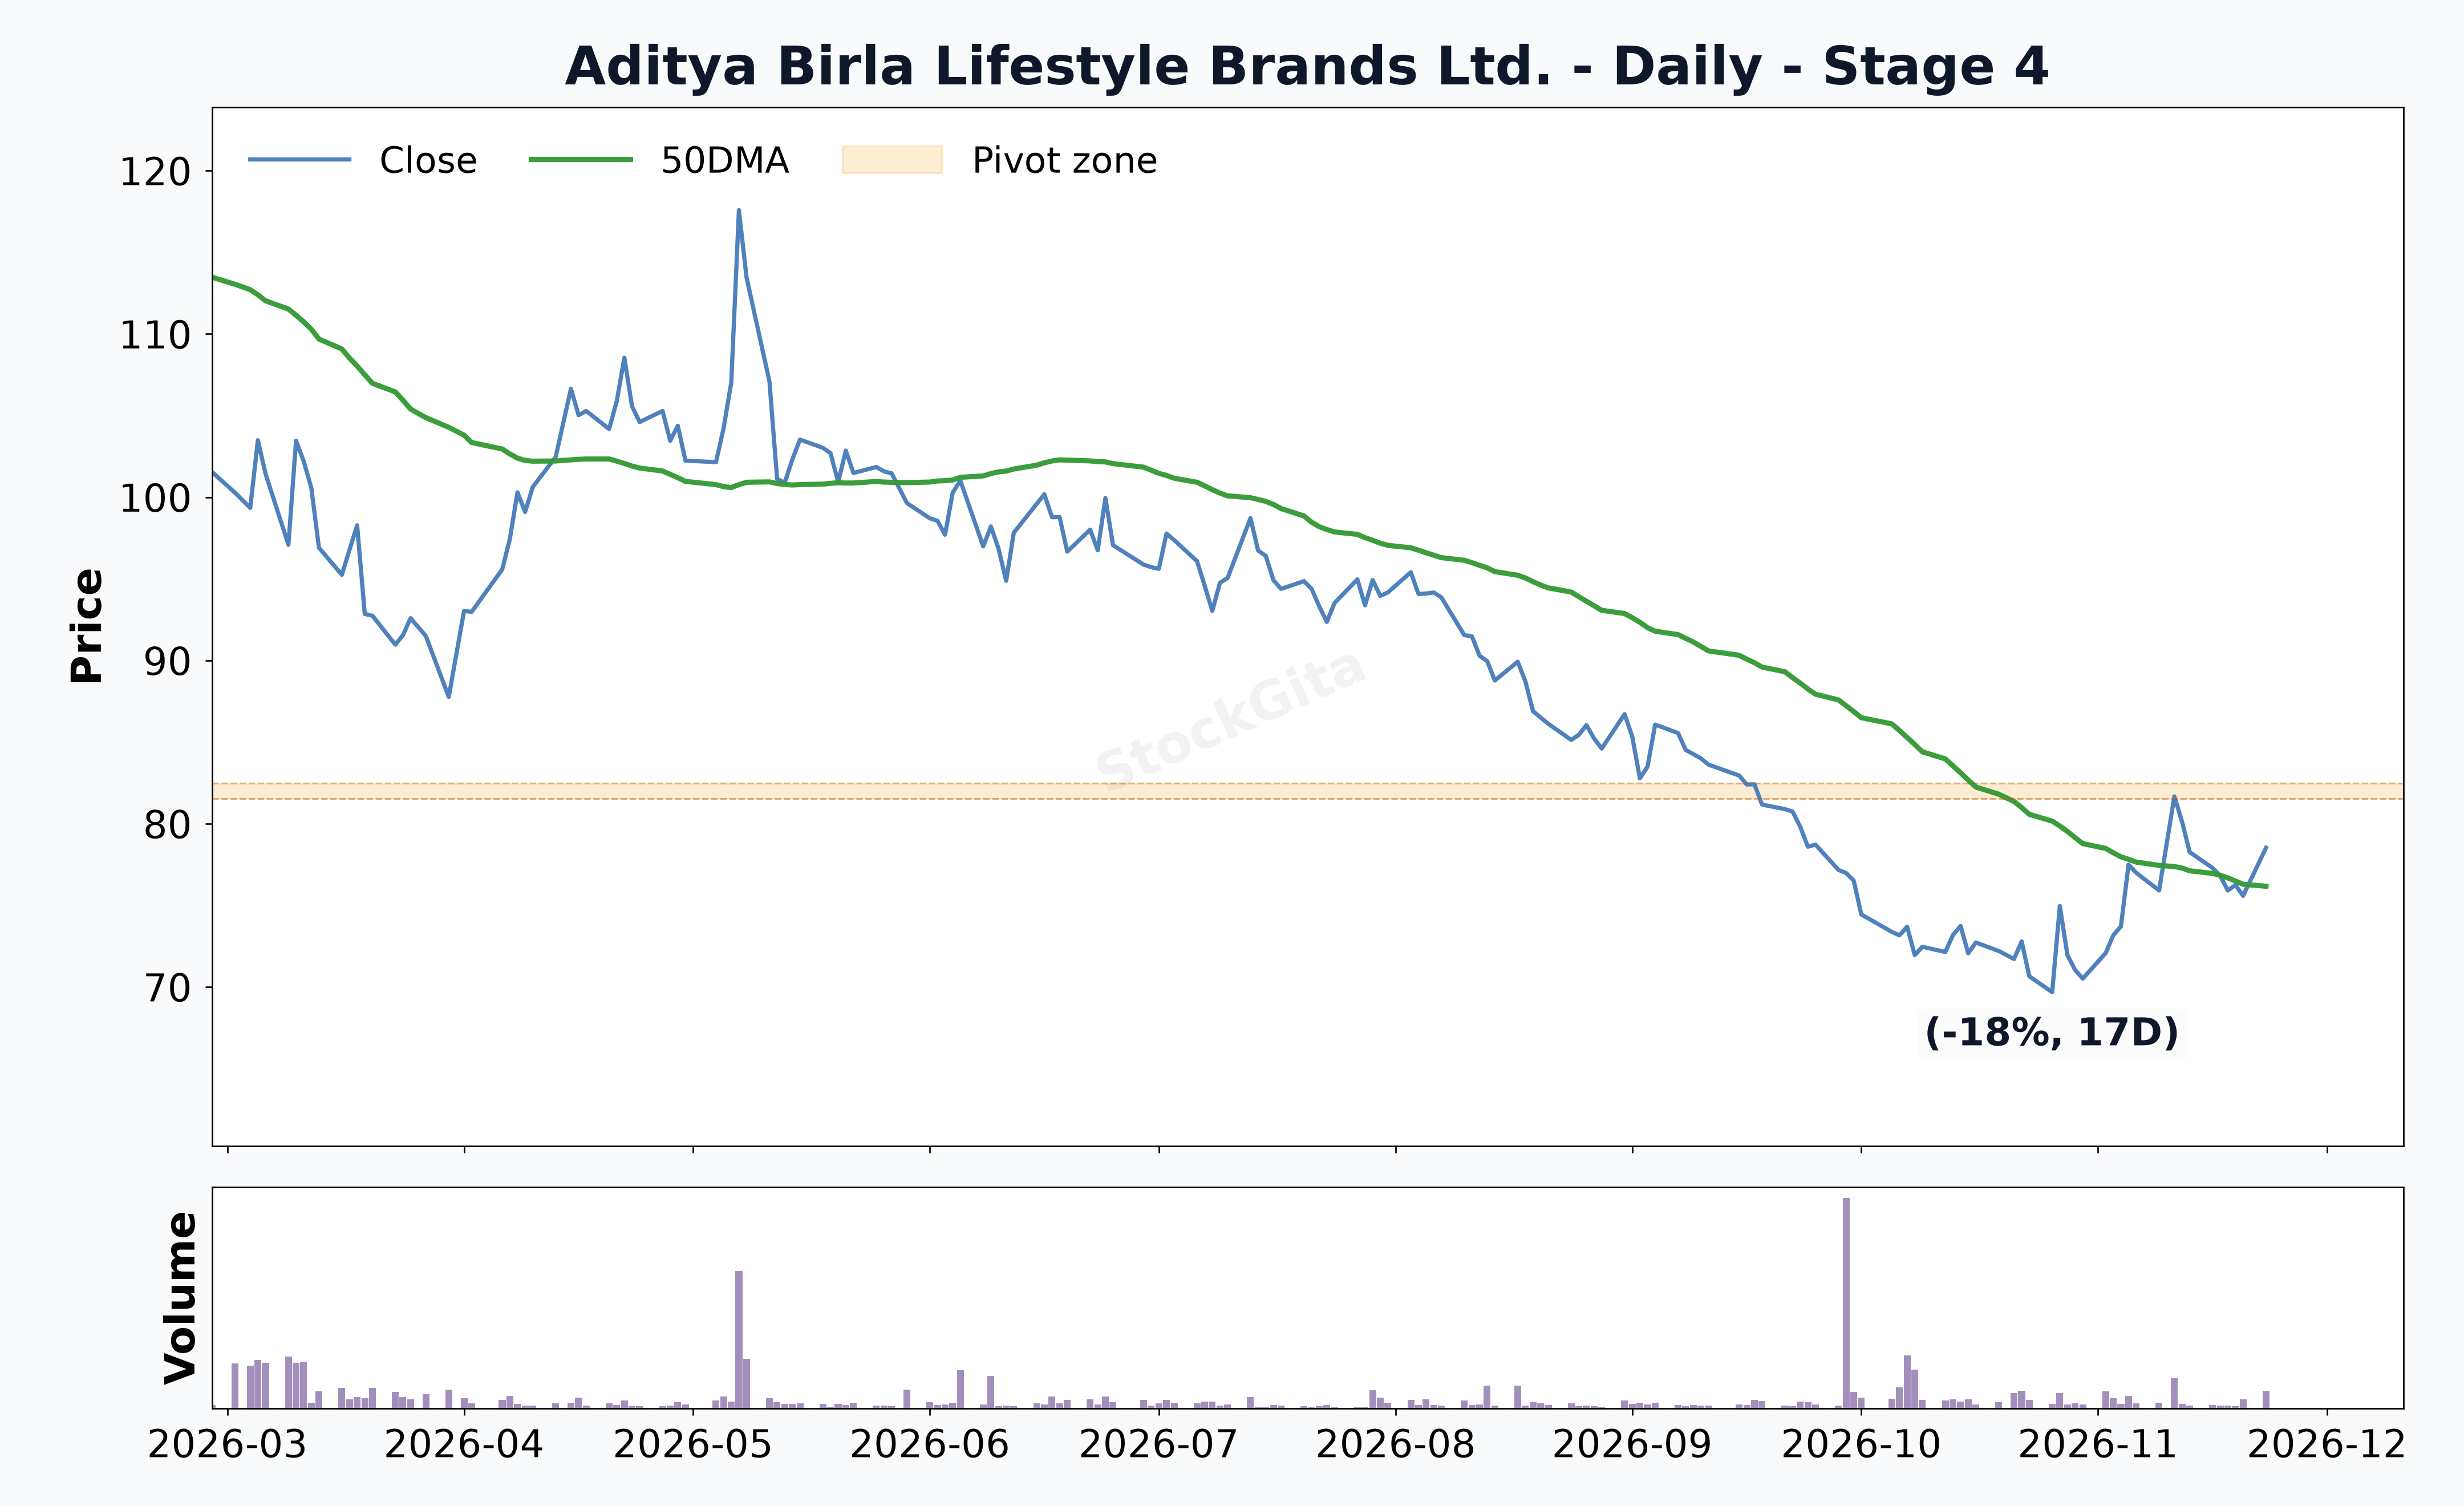 Aditya Birla Lifestyle Brands Ltd. - Daily - Stage 4
Close 50DMA Pivot zone
120
110
100
90
80
70
Price
StockGita
(-18%, 17D)
Volume
2026-03 2026-04 2026-05 2026-06 2026-07 2026-08 2026-09 2026-10 2026-11 2026-12